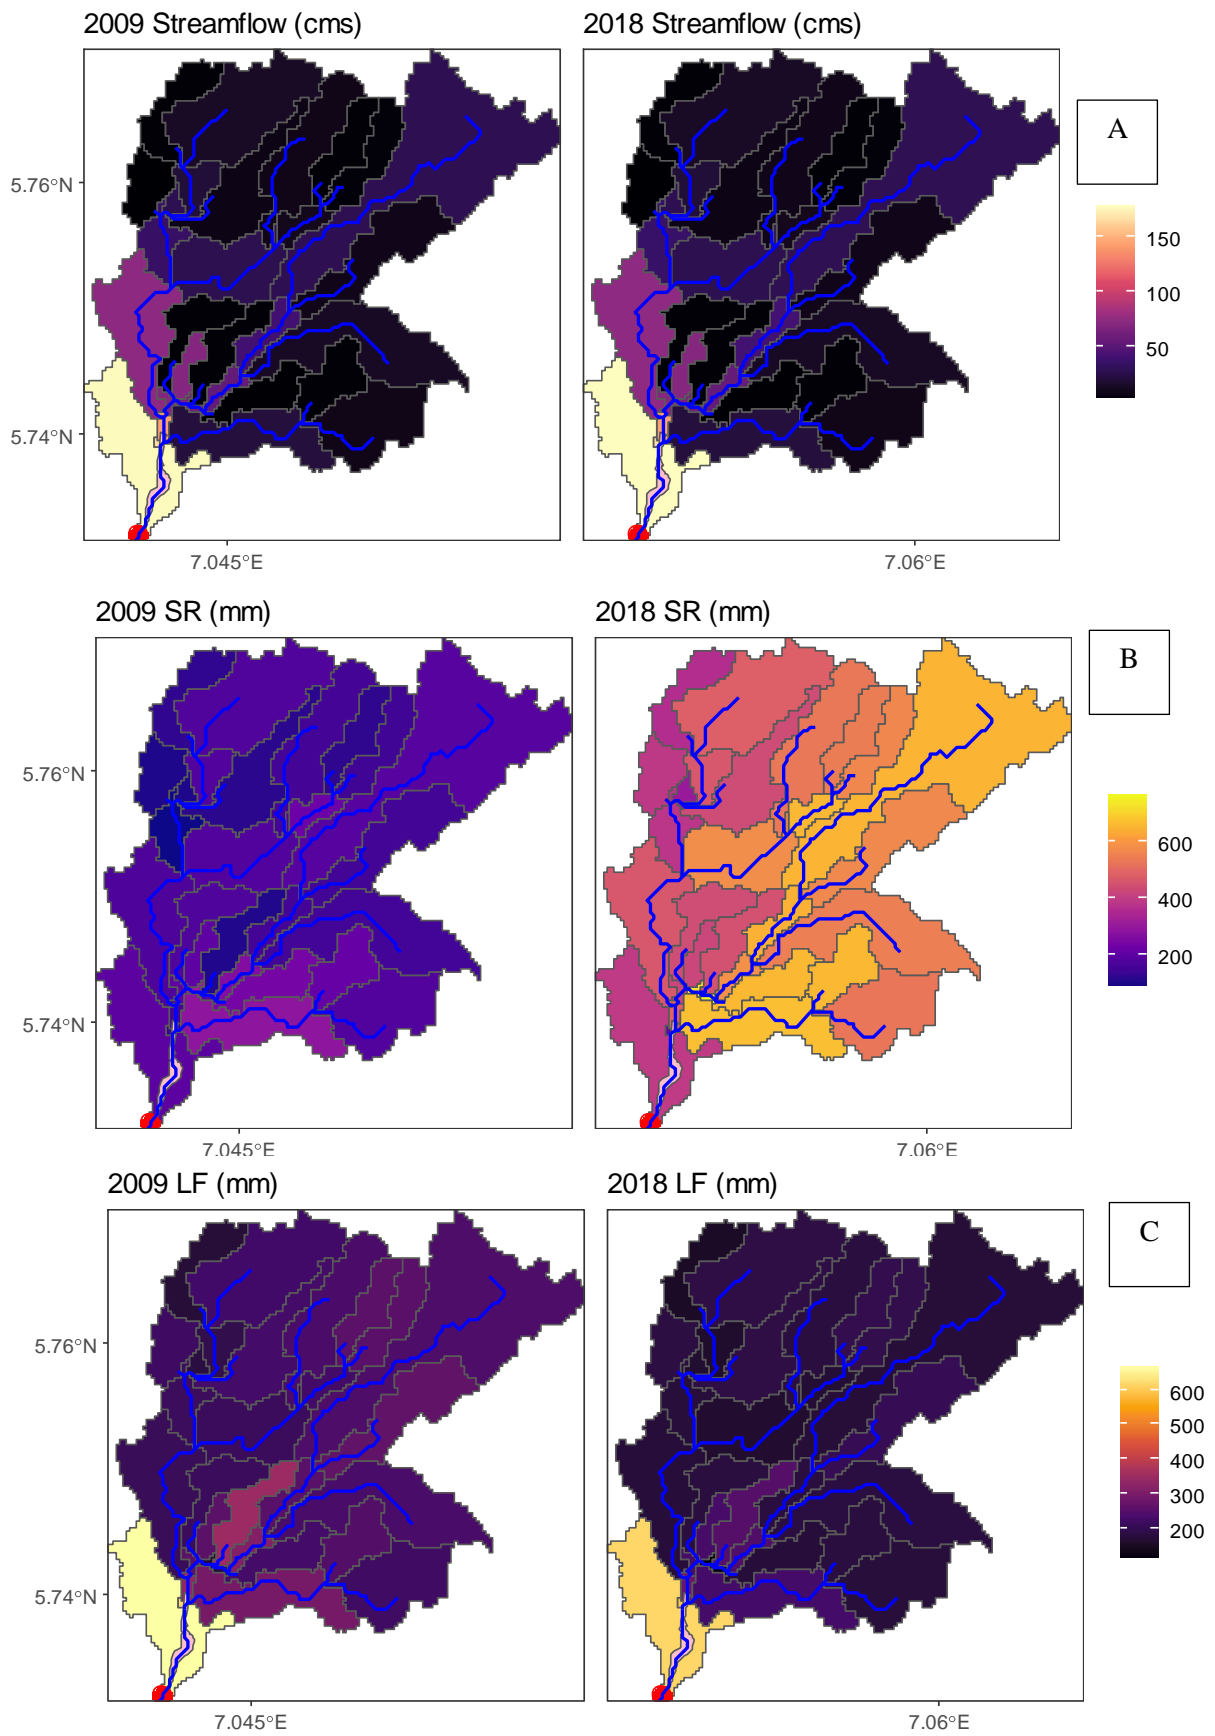 2009 Streamflow (cms)
2018 Streamflow (cms)
A
5.76°N
5.74°N
150
100
50
7.045°E
7.06°E
2009 SR (mm)
2018 SR (mm)
B
5.76°N
5.74°N
600
400
200
7.045°E
7.06°E
2009 LF (mm)
2018 LF (mm)
C
5.76°N
5.74°N
600
500
400
300
200
7.045°E
7.06°E